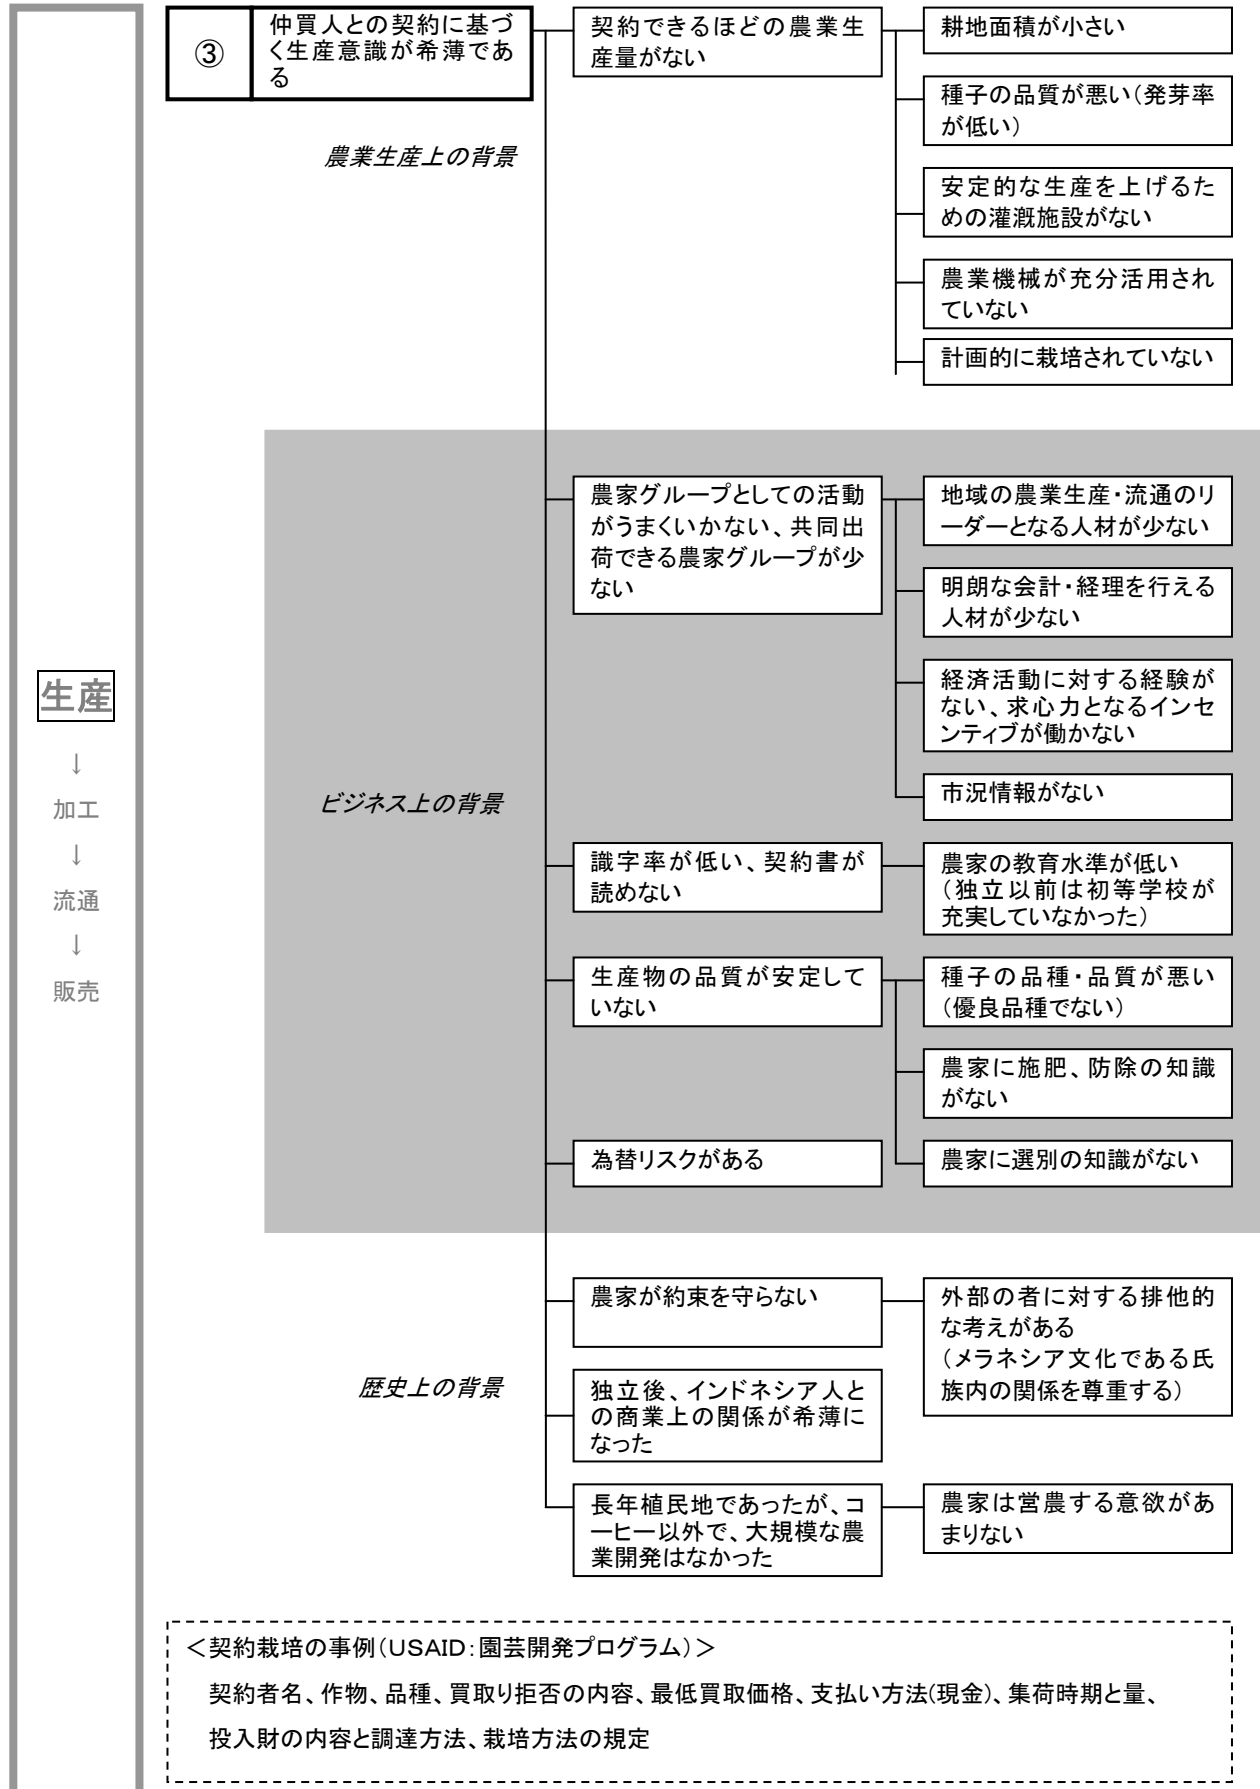 ③
仲買人との契約に基づ
く生産意識が希薄であ
る
契約できるほどの農業生
産量がない
耕地面積が小さい
種子の品質が悪い(発芽率
が低い)
農業生産上の背景
安定的な生産を上げるた
めの灌漑施設がない
農業機械が充分活用され
ていない
計画的に栽培されていない
農家グループとしての活動
がうまくいかない、共同出
荷できる農家グループが少
ない
地域の農業生産・流通のリ
ーダーとなる人材が少ない
明朗な会計・経理を行える
人材が少ない
経済活動に対する経験が
ない、求心力となるインセ
ンティブが働かない
市況情報がない
生産
↓
加工
↓
流通
↓
販売
ビジネス上の背景
識字率が低い、契約書が
読めない
農家の教育水準が低い
(独立以前は初等学校が
充実していなかった)
生産物の品質が安定して
いない
種子の品種・品質が悪い
(優良品種でない)
農家に施肥、防除の知識
がない
為替リスクがある
農家に選別の知識がない
農家が約束を守らない
外部の者に対する排他的
な考えがある
(メラネシア文化である氏
族内の関係を尊重する)
歴史上の背景
独立後、インドネシア人と
の商業上の関係が希薄に
なった
長年植民地であったが、コ
ーヒー以外で、大規模な農
業開発はなかった
農家は営農する意欲があ
まりない
＜契約栽培の事例(USAID:園芸開発プログラム)＞
契約者名、作物、品種、買取り拒否の内容、最低買取価格、支払い方法(現金)、集荷時期と量、
投入財の内容と調達方法、栽培方法の規定